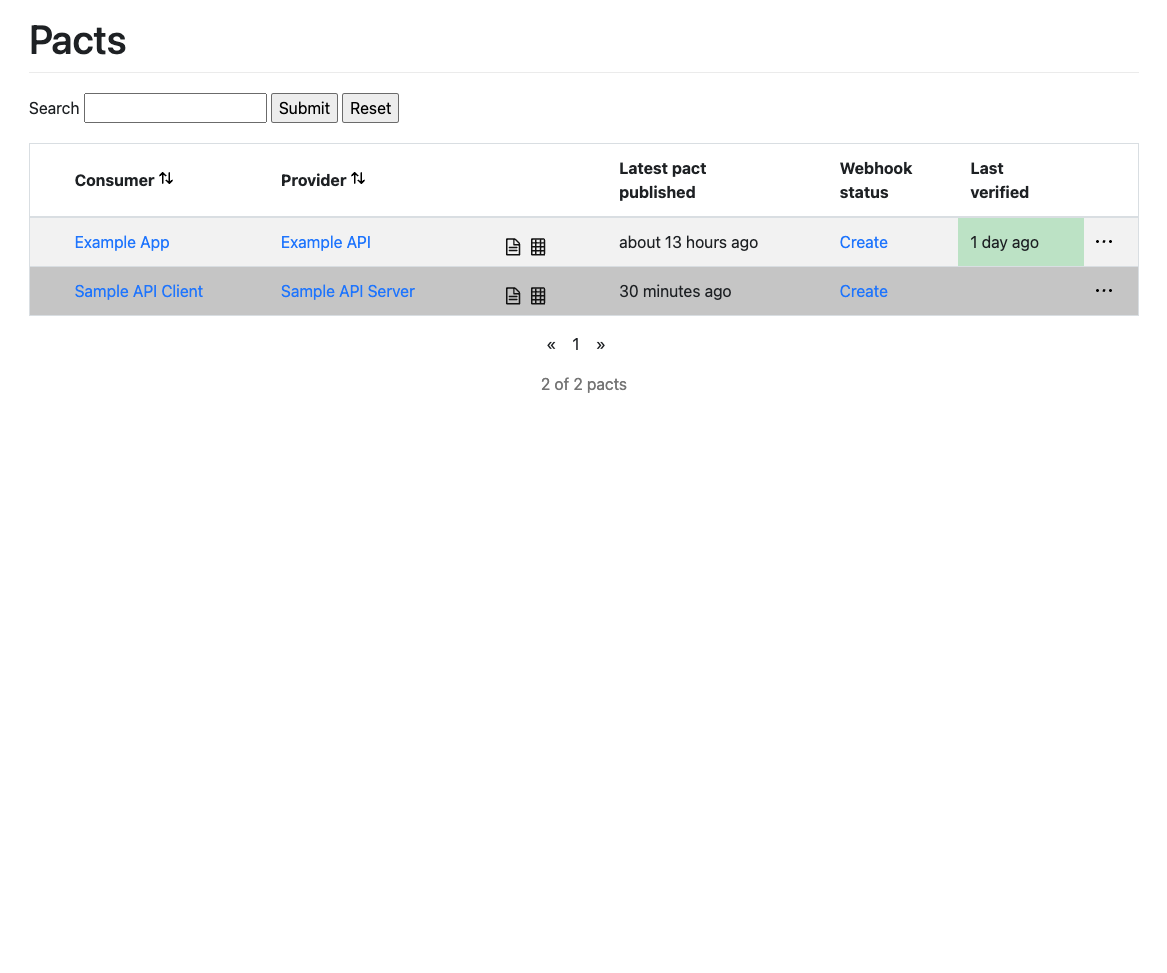 Pacts
Search Submit Reset
Consumer Provider Latest pact published Webhook status Last verified
Example App Example API about 13 hours ago Create 1 day ago ...
Sample API Client Sample API Server 30 minutes ago Create ...
« 1 »
2 of 2 pacts